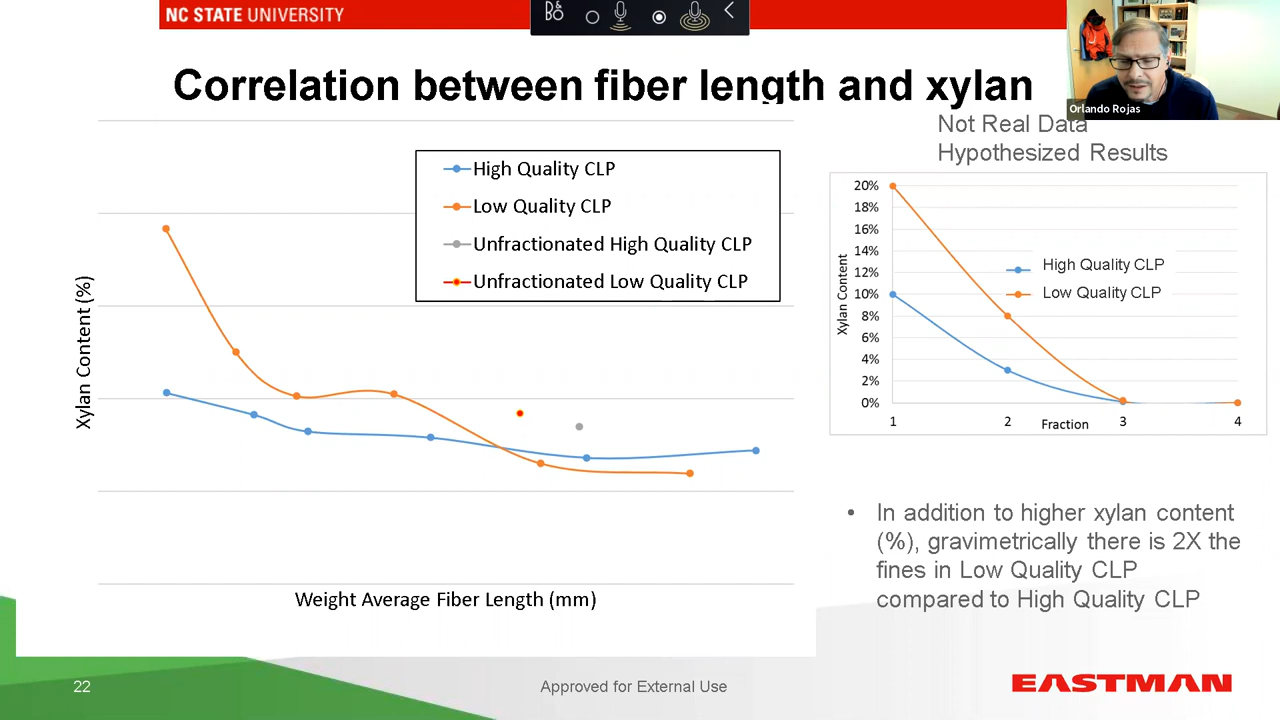 NC STATE UNIVERSITY
B&O
Correlation between fiber length and xylan
Orlando Rojas
Not Real Data
Hypothesized Results
High Quality CLP
Low Quality CLP
Unfractionated High Quality CLP
Unfractionated Low Quality CLP
Xylan Content (%)
Weight Average Fiber Length (mm)
20%
18%
16%
14%
12%
10%
8%
6%
4%
2%
0%
Xylan Content
High Quality CLP
Low Quality CLP
1 2 3 4
Fraction
• In addition to higher xylan content
(%), gravimetrically there is 2X the
fines in Low Quality CLP
compared to High Quality CLP
22
Approved for External Use
EASTMAN